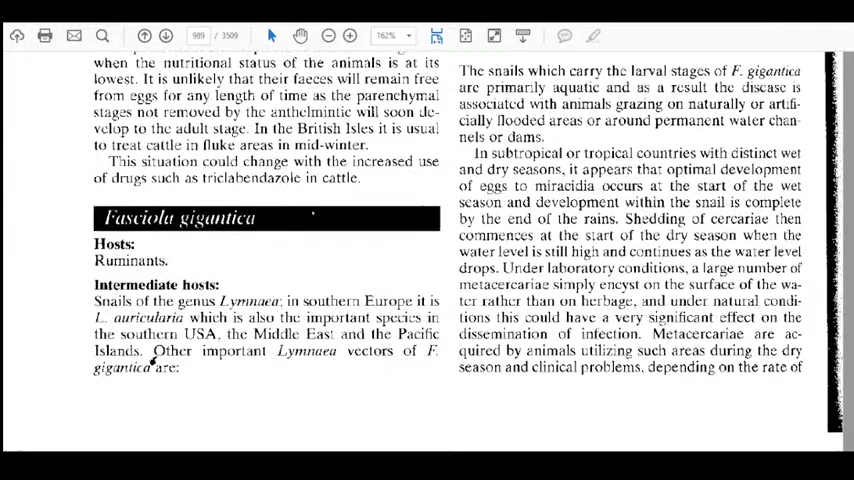 989 / 3509
162%
when the nutritional status of the animals is at its
lowest. It is unlikely that their faeces will remain free
from eggs for any length of time as the parenchymal
stages not removed by the anthelmintic will soon de-
velop to the adult stage. In the British Isles it is usual
to treat cattle in fluke areas in mid-winter.
This situation could change with the increased use
of drugs such as triclabendazole in cattle.
Fasciola gigantica
Hosts:
Ruminants.
Intermediate hosts:
Snails of the genus Lymnaea; in southern Europe it is
L. auricularia which is also the important species in
the southern USA, the Middle East and the Pacific
Islands. Other important Lymnaea vectors of F.
gigantica are:
The snails which carry the larval stages of F. gigantica
are primarily aquatic and as a result the disease is
associated with animals grazing on naturally or artifi-
cially flooded areas or around permanent water chan-
nels or dams.
In subtropical or tropical countries with distinct wet
and dry seasons, it appears that optimal development
of eggs to miracidia occurs at the start of the wet
season and development within the snail is complete
by the end of the rains. Shedding of cercariae then
commences at the start of the dry season when the
water level is still high and continues as the water level
drops. Under laboratory conditions, a large number of
metacercariae simply encyst on the surface of the wa-
ter rather than on herbage, and under natural condi-
tions this could have a very significant effect on the
dissemination of infection. Metacercariae are ac-
quired by animals utilizing such areas during the dry
season and clinical problems, depending on the rate of